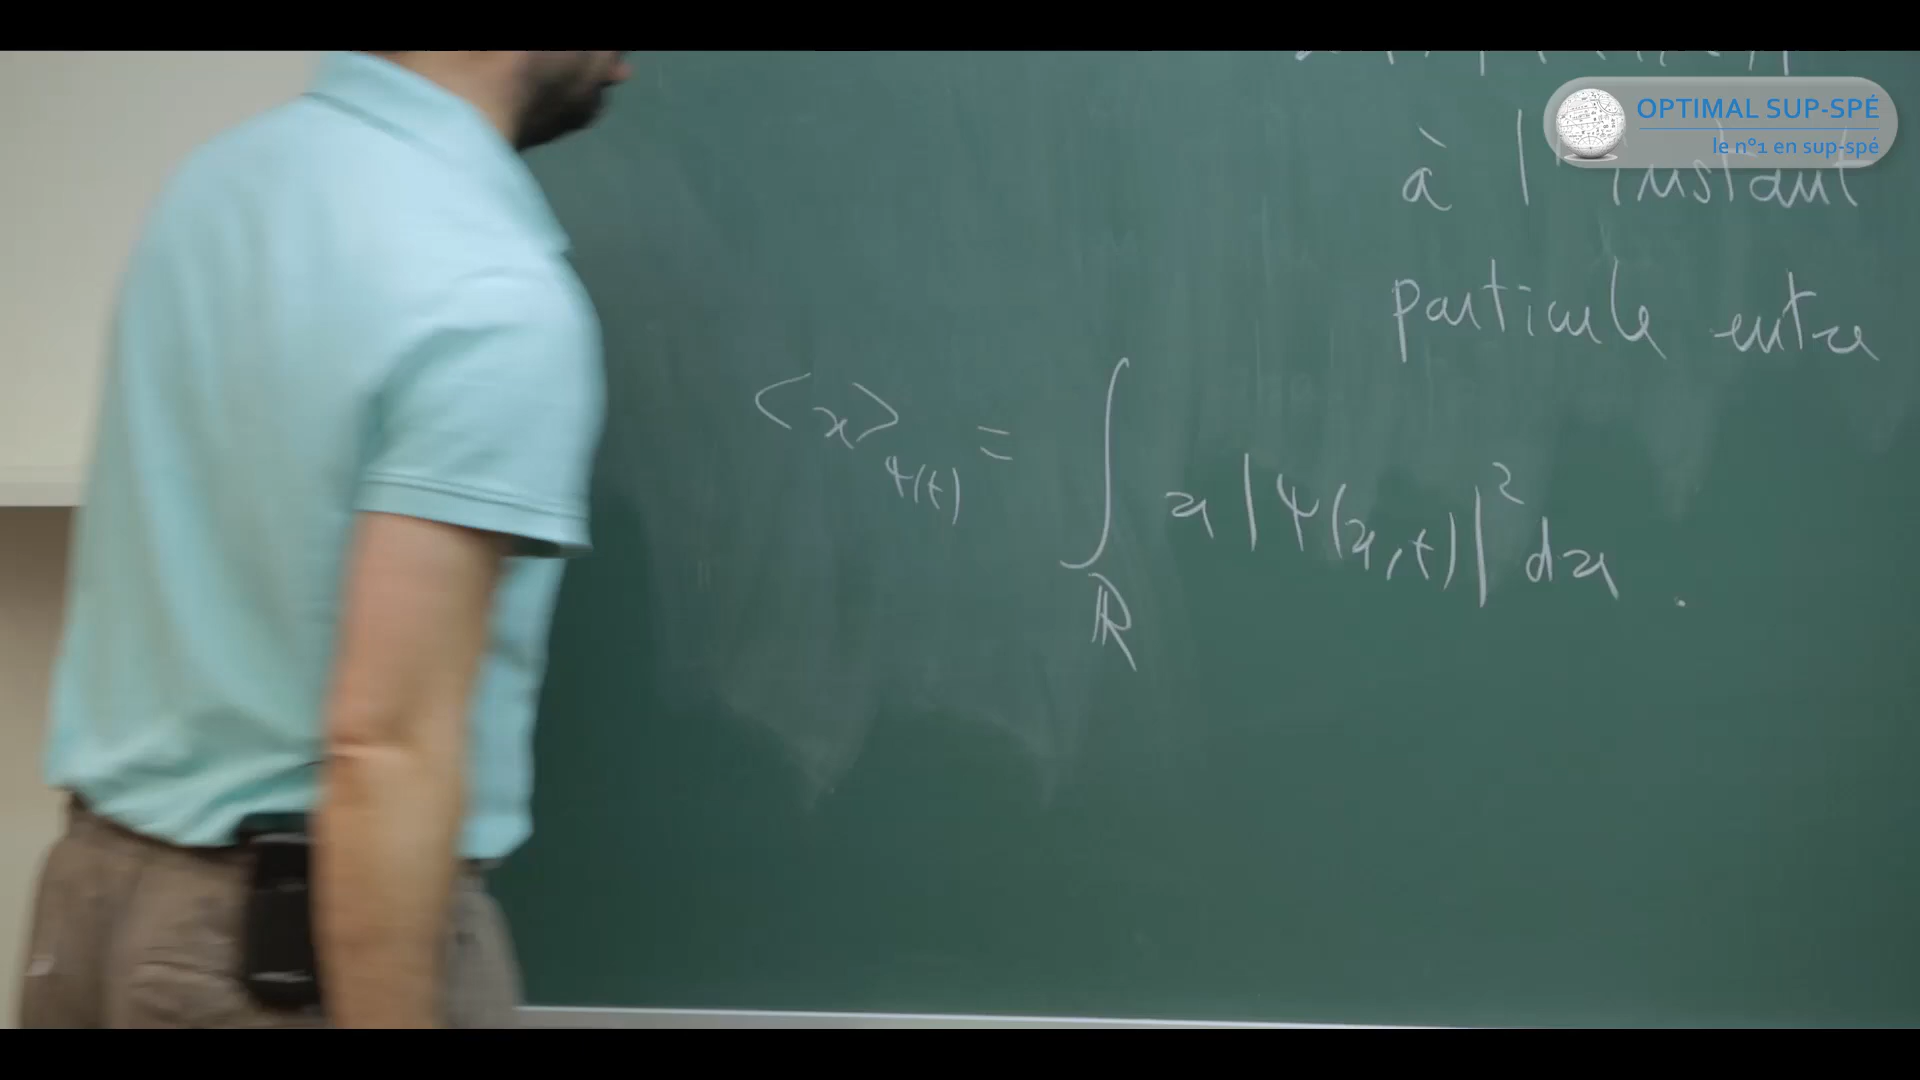 OPTIMAL SUP-SPÉ
le n°1 en sup-spé
à l'instant
particule entre
<x>ψ(t) = ∫ℝ x |ψ(x,t)|² dx .